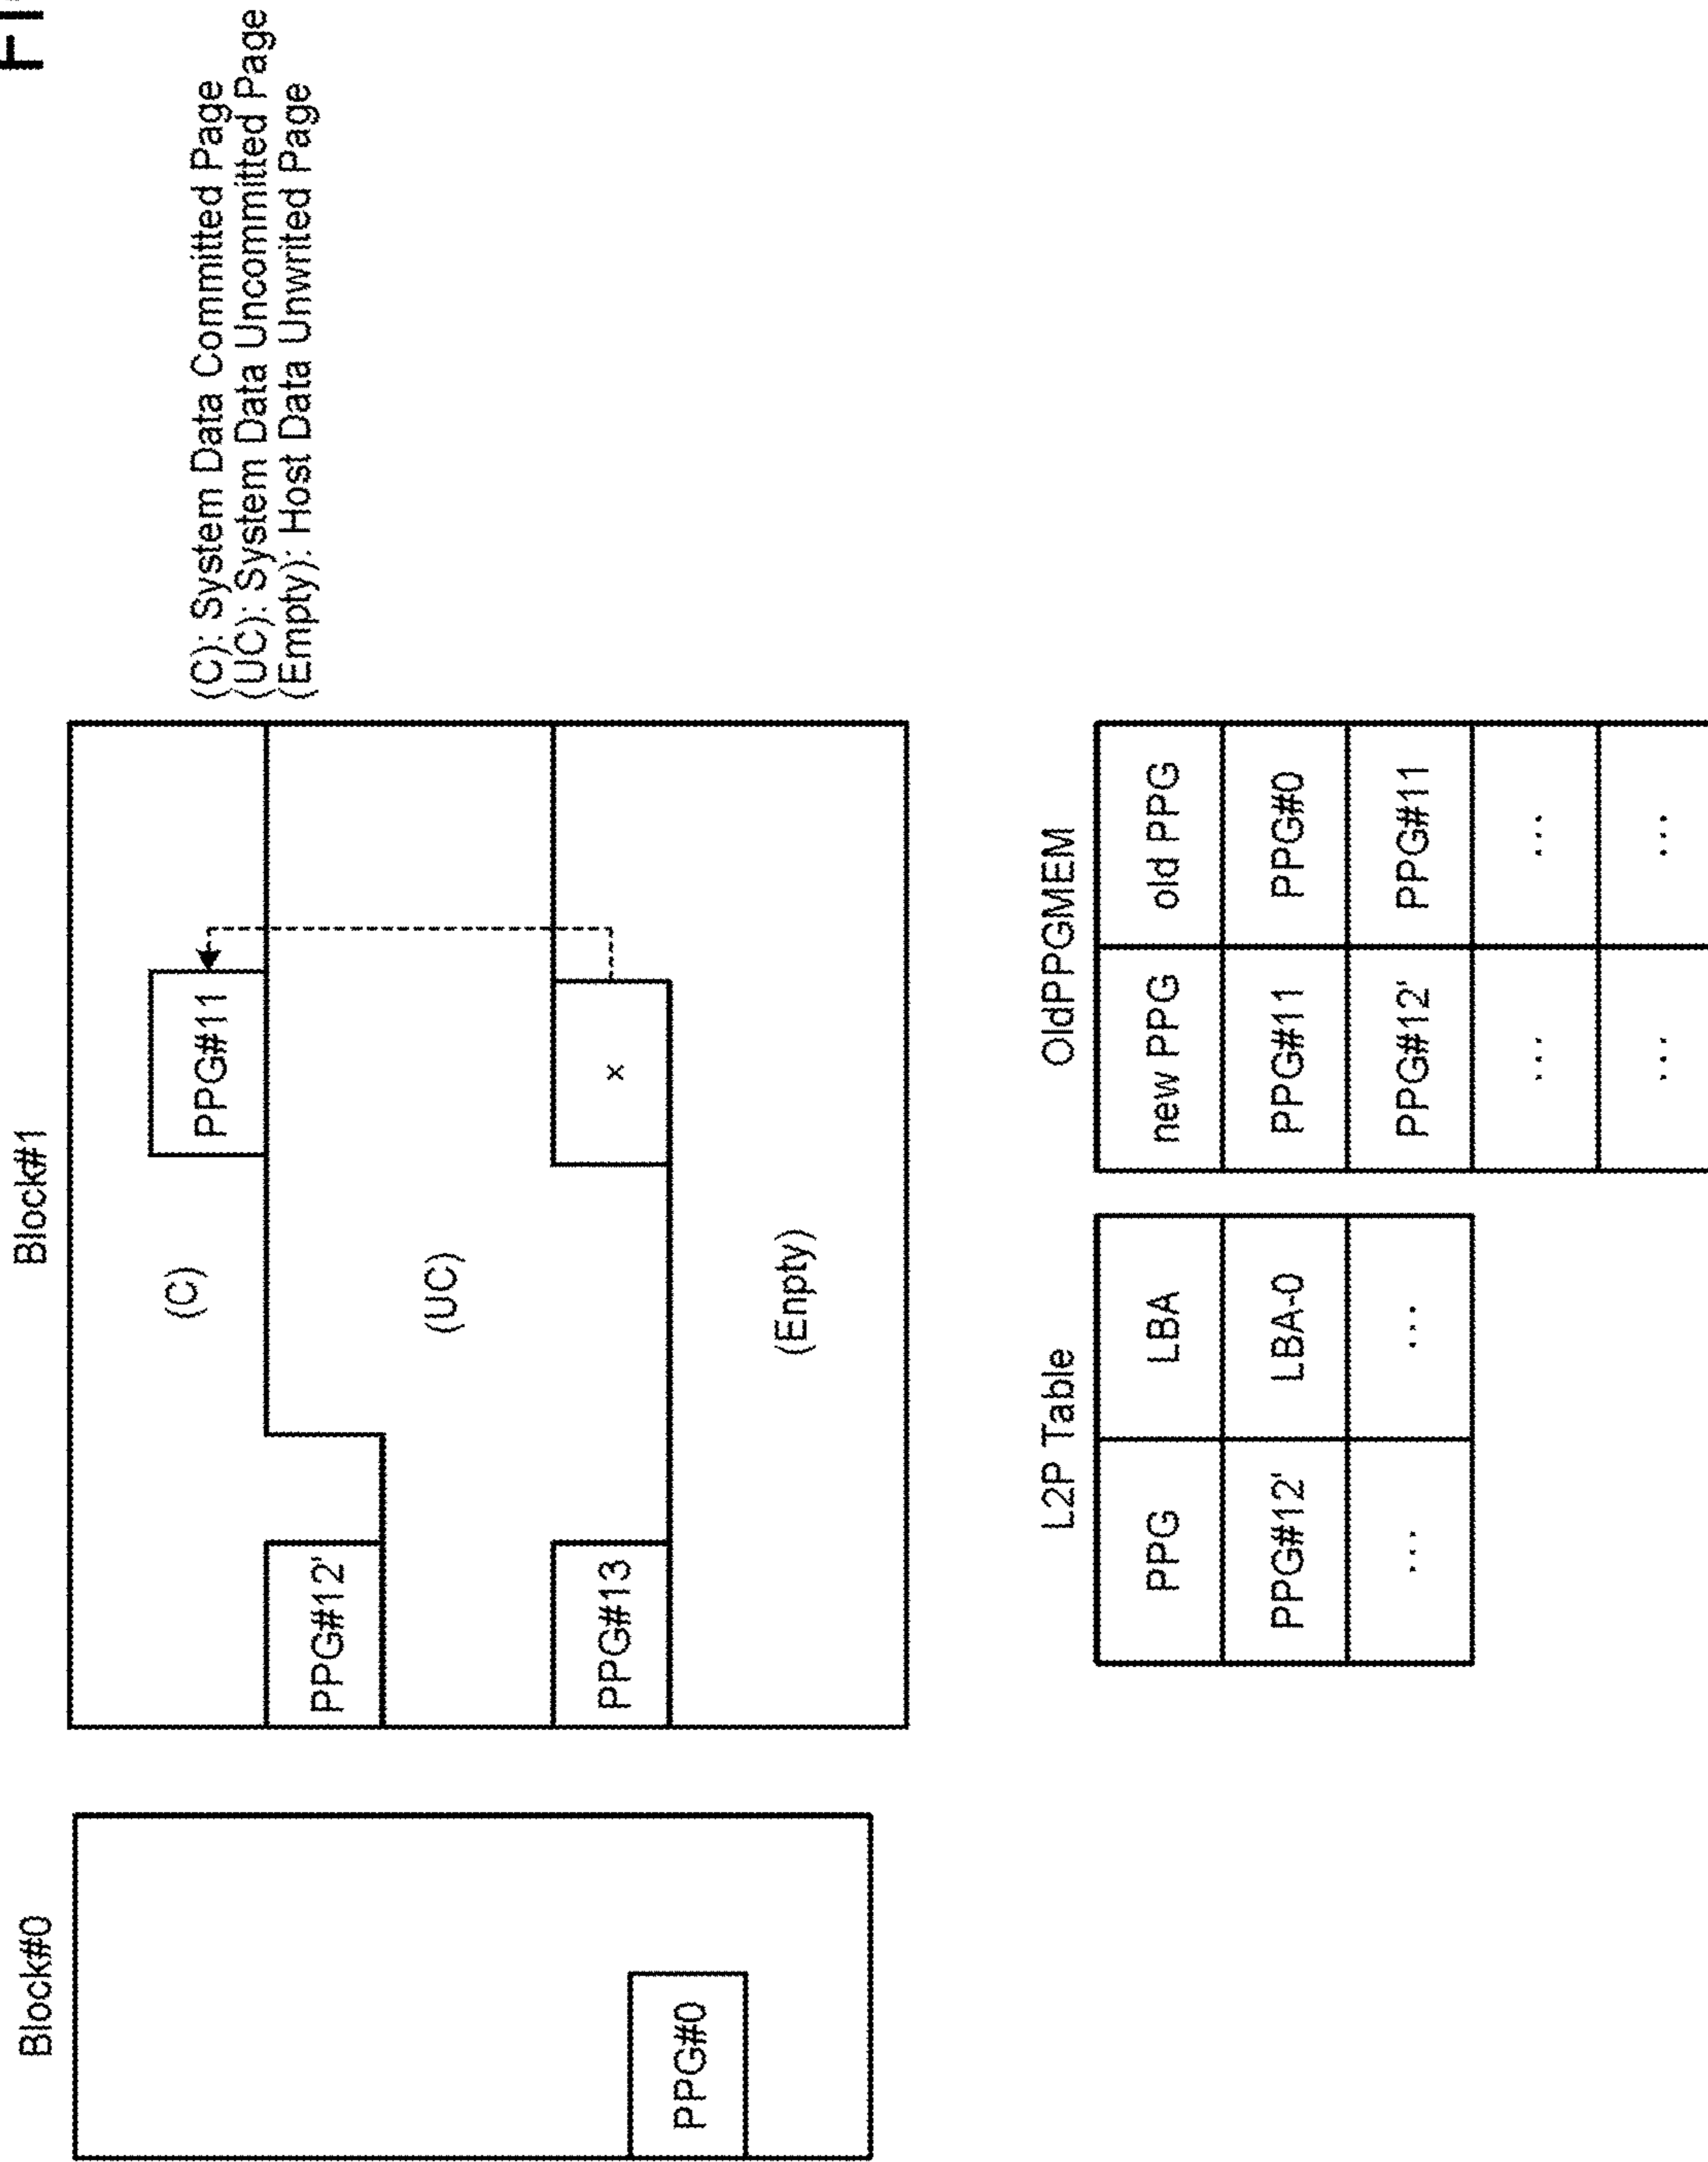 Block#0
PPG#0
Block#1
(C)
PPG#11
PPG#12'
(UC)
PPG#13
×
(Enpty)
(C): System Data Committed Page
(UC): System Data Uncommitted Page
(Empty): Host Data Unwrited Page
L2P Table
PPG LBA
PPG#12' LBA-0
... ...
OldPPGMEM
new PPG old PPG
PPG#11 PPG#0
PPG#12' PPG#11
... ...
... ...